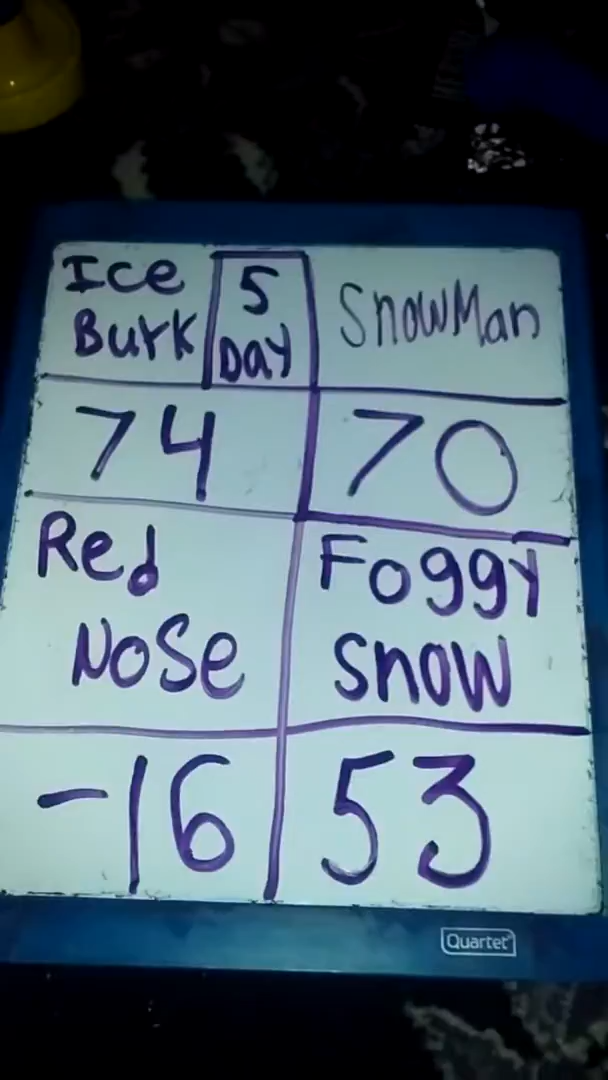 Ice
Burk
5
DAY
SnowMan
74
70
Red
NoSe
Foggy
Snow
-16
53
Quartet